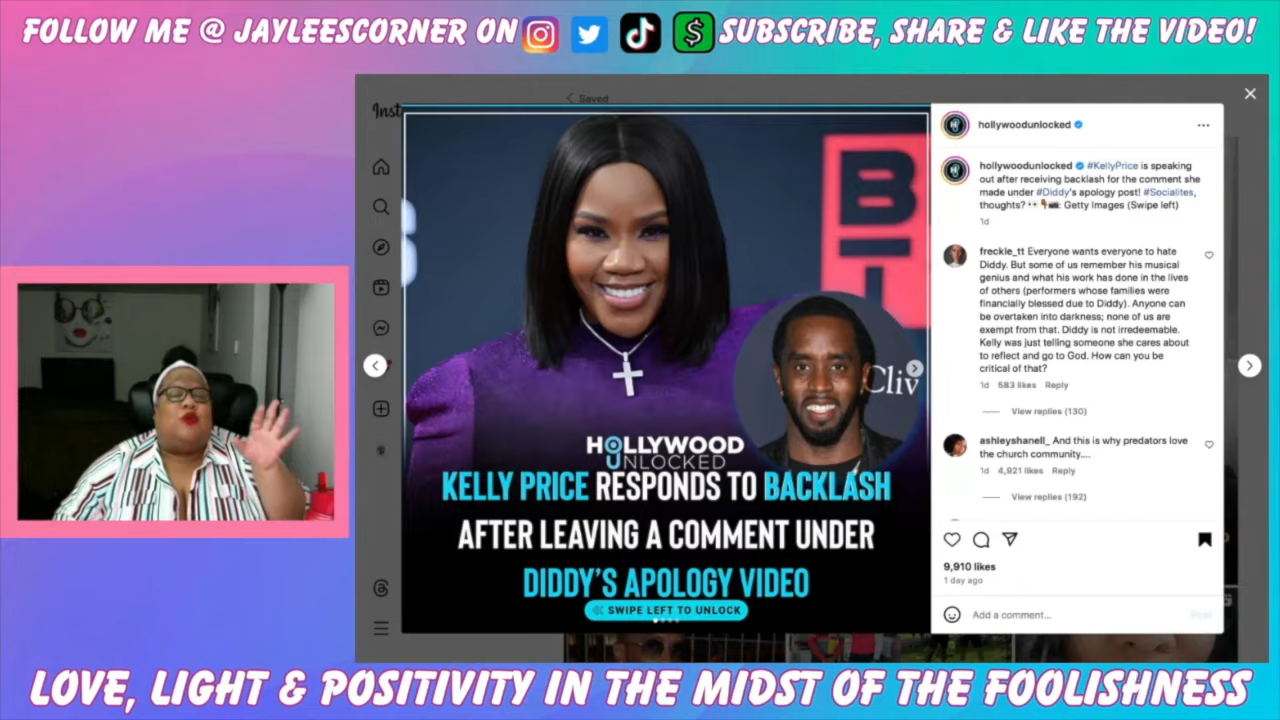 FOLLOW ME @ JAYLEESCORNER ON
SUBSCRIBE, SHARE & LIKE THE VIDEO!
Saved
Inst
B
Cliv
HOLLYWOOD
UNLOCKED
KELLY PRICE RESPONDS TO BACKLASH
AFTER LEAVING A COMMENT UNDER
DIDDY'S APOLOGY VIDEO
SWIPE LEFT TO UNLOCK
hollywoodunlocked
hollywoodunlocked #KellyPrice is speaking
out after receiving backlash for the comment she
made under #Diddy's apology post! #Socialites,
thoughts? 👀 : Getty Images (Swipe left)
1d
freckle_tt Everyone wants everyone to hate
Diddy. But some of us remember his musical
genius and what his work has done in the lives
of others (performers whose families were
financially blessed due to Diddy). Anyone can
be overtaken into darkness; none of us are
exempt from that. Diddy is not irredeemable.
Kelly was just telling someone she cares about
to reflect and go to God. How can you be
critical of that?
1d 583 likes Reply
View replies (130)
ashleyshanell_ And this is why predators love
the church community....
1d 4,921 likes Reply
View replies (192)
9,910 likes
1 day ago
Add a comment...
Post
LOVE, LIGHT & POSITIVITY IN THE MIDST OF THE FOOLISHNESS